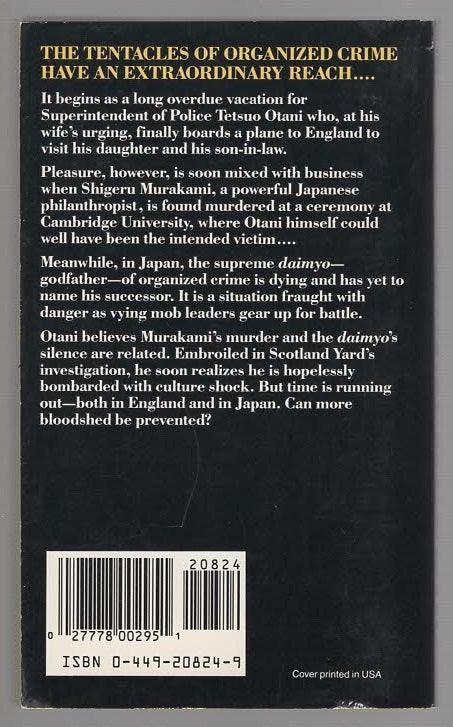 THE TENTACLES OF ORGANIZED CRIME
HAVE AN EXTRAORDINARY REACH....
It begins as a long overdue vacation for
Superintendent of Police Tetsuo Otani who, at his
wife's urging, finally boards a plane to England to
visit his daughter and his son-in-law.
Pleasure, however, is soon mixed with business
when Shigeru Murakami, a powerful Japanese
philanthropist, is found murdered at a ceremony at
Cambridge University, where Otani himself could
well have been the intended victim....
Meanwhile, in Japan, the supreme daimyo—
godfather—of organized crime is dying and has yet to
name his successor. It is a situation fraught with
danger as vying mob leaders gear up for battle.
Otani believes Murakami's murder and the daimyo's
silence are related. Embroiled in Scotland Yard's
investigation, he soon realizes he is hopelessly
bombarded with culture shock. But time is running
out—both in England and in Japan. Can more
bloodshed be prevented?
20824
0 27778 00295 1
ISBN 0-449-20824-9
Cover printed in USA